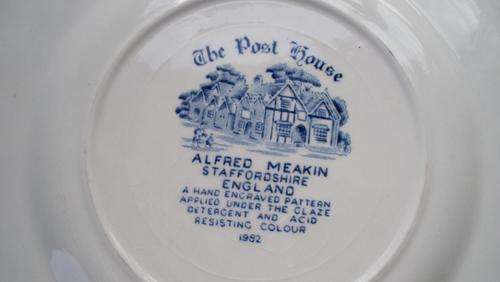 The Post House
ALFRED MEAKIN
STAFFORDSHIRE
ENGLAND
A HAND ENGRAVED PATTERN
APPLIED UNDER THE GLAZE
DETERGENT AND ACID
RESISTING COLOUR
1982